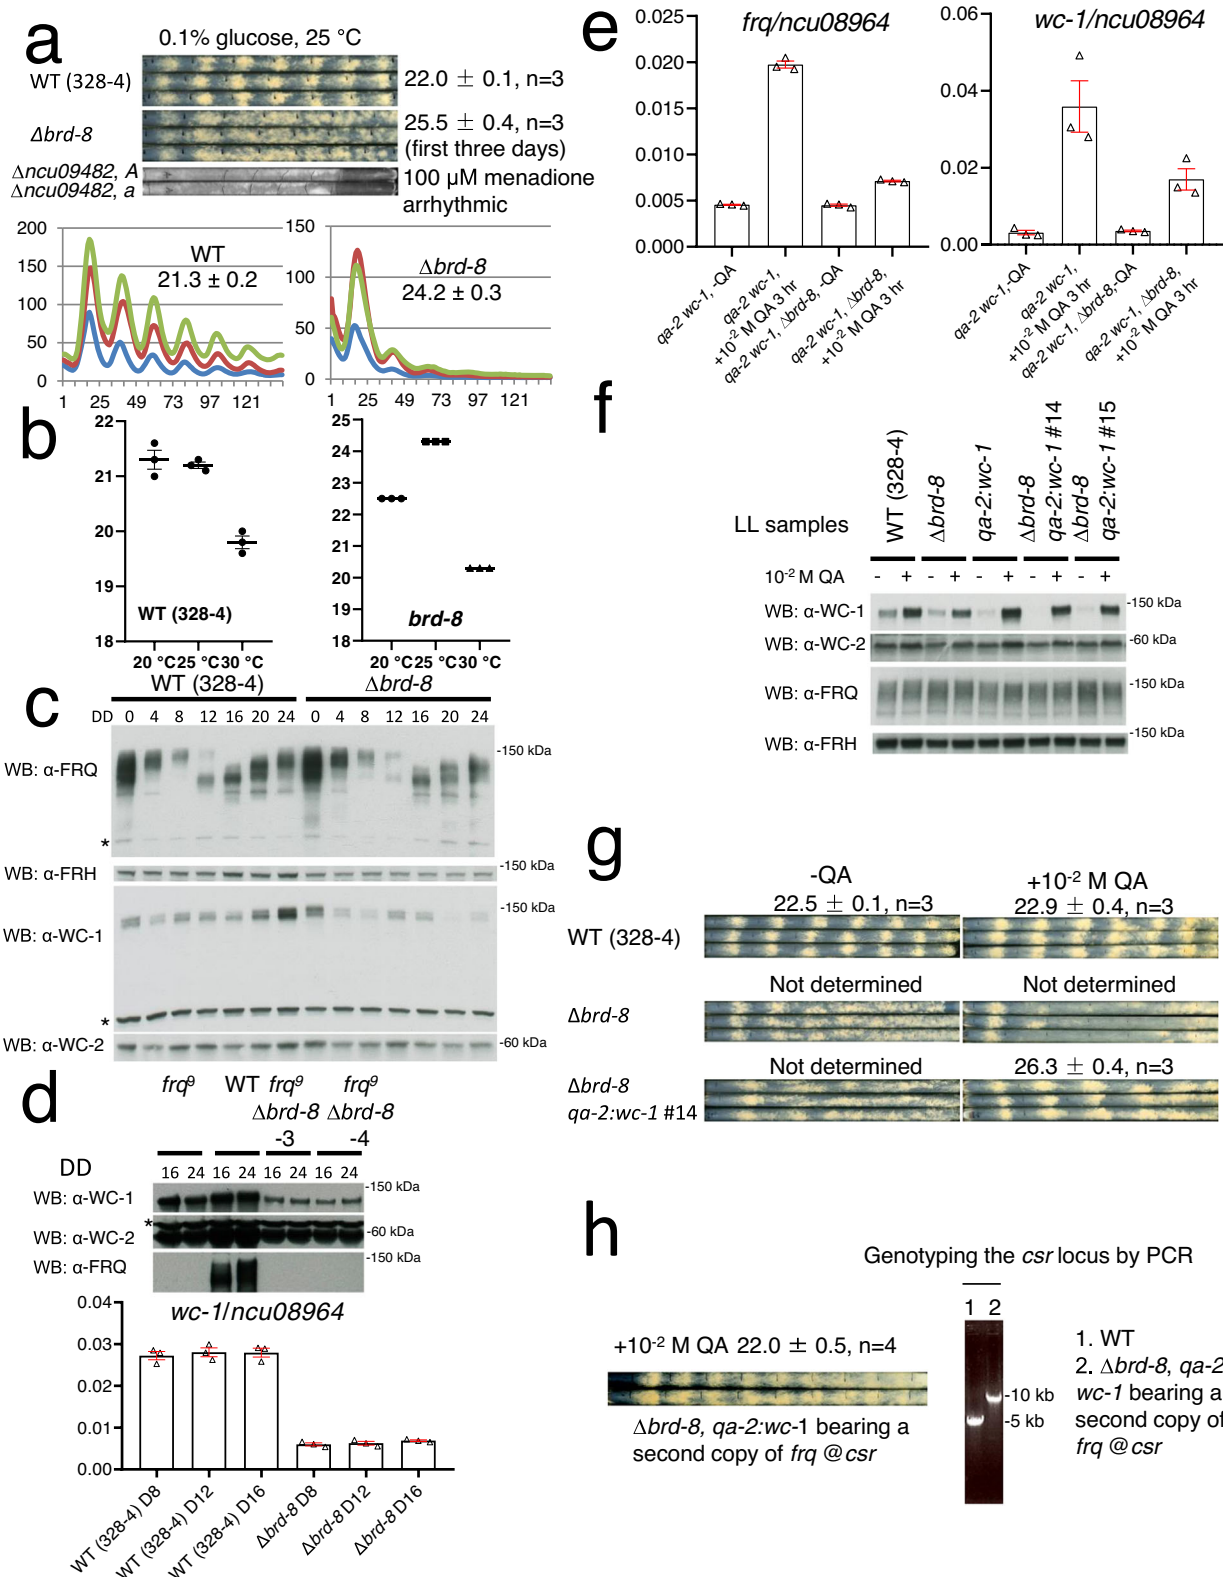 a
0.1% glucose, 25 °C
WT (328-4)
22.0 ± 0.1, n=3
Δbrd-8
25.5 ± 0.4, n=3
(first three days)
Δncu09482, A
Δncu09482, a
100 µM menadione
arrhythmic
200
150
100
50
0
WT
21.3 ± 0.2
1 25 49 73 97 121
150
100
50
0
Δbrd-8
24.2 ± 0.3
1 25 49 73 97 121
b
22
21
20
19
18
WT (328-4)
20 °C 25 °C 30 °C
25
24
23
22
21
20
19
18
brd-8
20 °C 25 °C 30 °C
c
WT (328-4) Δbrd-8
DD 0 4 8 12 16 20 24 0 4 8 12 16 20 24
WB: α-FRQ
-150 kDa
*
WB: α-FRH
-150 kDa
WB: α-WC-1
-150 kDa
*
WB: α-WC-2
-60 kDa
d
frq⁹ WT frq⁹ frq⁹
Δbrd-8 Δbrd-8
-3 -4
DD
16 24 16 24 16 24 16 24
WB: α-WC-1
-150 kDa
*
WB: α-WC-2
-60 kDa
WB: α-FRQ
-150 kDa
wc-1/ncu08964
0.04
0.03
0.02
0.01
0.00
WT (328-4) D8
WT (328-4) D12
WT (328-4) D16
Δbrd-8 D8
Δbrd-8 D12
Δbrd-8 D16
e
frq/ncu08964
0.025
0.020
0.015
0.010
0.005
0.000
qa-2 wc-1, -QA
qa-2 wc-1,
+10⁻² M QA 3 hr
qa-2 wc-1, Δbrd-8, -QA
qa-2 wc-1, Δbrd-8,
+10⁻² M QA 3 hr
wc-1/ncu08964
0.06
0.04
0.02
0.00
qa-2 wc-1, -QA
qa-2 wc-1,
+10⁻² M QA 3 hr
qa-2 wc-1, Δbrd-8,-QA
qa-2 wc-1, Δbrd-8,
+10⁻² M QA 3 hr
f
LL samples
WT (328-4)
Δbrd-8
qa-2:wc-1
Δbrd-8
qa-2:wc-1 #14
Δbrd-8
qa-2:wc-1 #15
10⁻² M QA - + - + - + - + - +
WB: α-WC-1
-150 kDa
WB: α-WC-2
-60 kDa
WB: α-FRQ
-150 kDa
WB: α-FRH
-150 kDa
g
-QA
+10⁻² M QA
22.5 ± 0.1, n=3
22.9 ± 0.4, n=3
WT (328-4)
Not determined
Not determined
Δbrd-8
Not determined
26.3 ± 0.4, n=3
Δbrd-8
qa-2:wc-1 #14
h
Genotyping the csr locus by PCR
1 2
+10⁻² M QA 22.0 ± 0.5, n=4
Δbrd-8, qa-2:wc-1 bearing a
second copy of frq @csr
-10 kb
-5 kb
1. WT
2. Δbrd-8, qa-2
wc-1 bearing a
second copy of
frq @csr